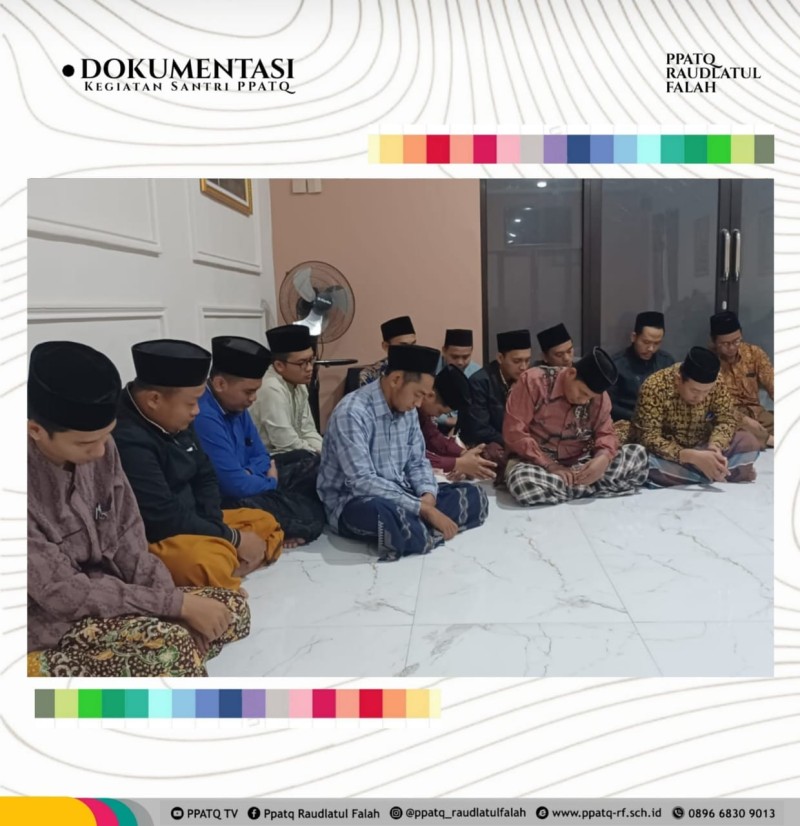 DOKUMENTASI
KEGIATAN SANTRI PPATQ
PPATQ
RAUDLATUL
FALAH
PPATQ TV Ppatq Raudlatul Falah @ppatq_raudlatulfalah www.ppatq-rf.sch.id 0896 6830 9013